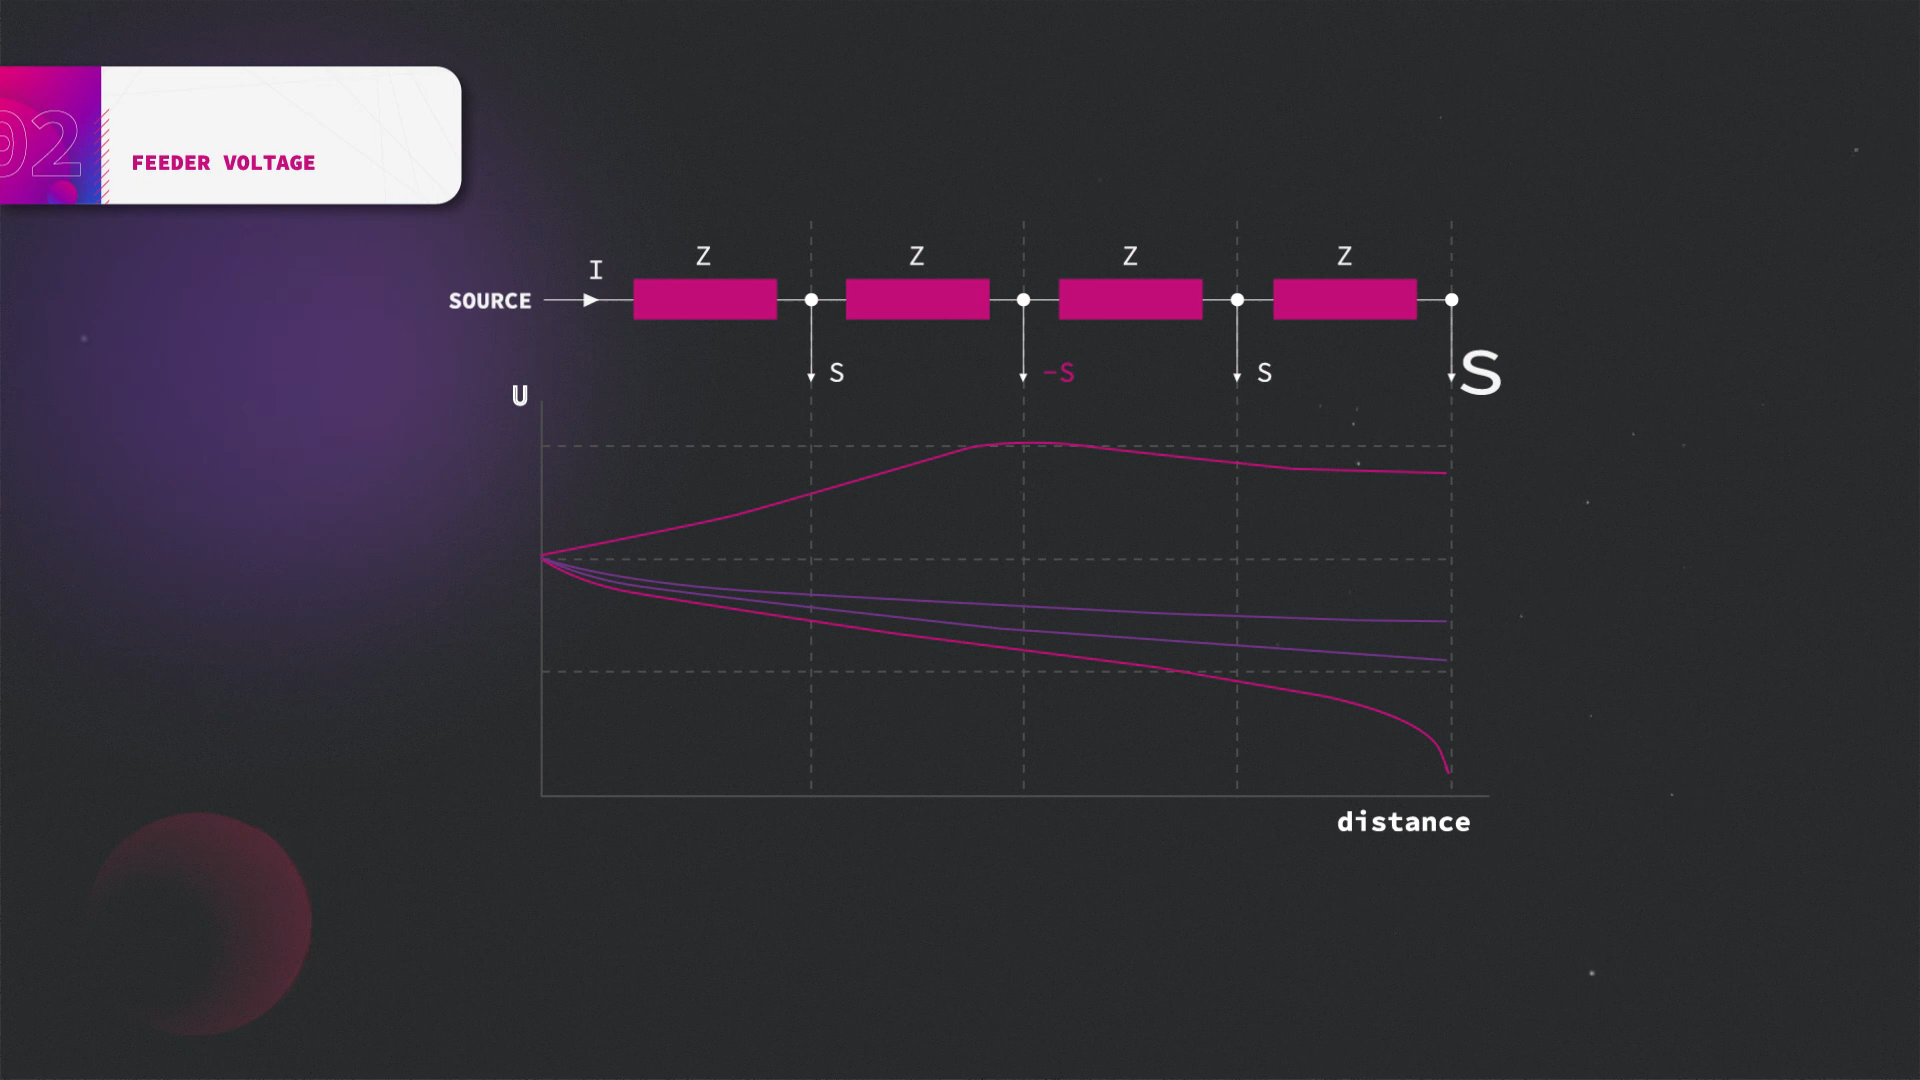 02
FEEDER VOLTAGE
Z Z Z Z
I
SOURCE
S -S S S
U
distance